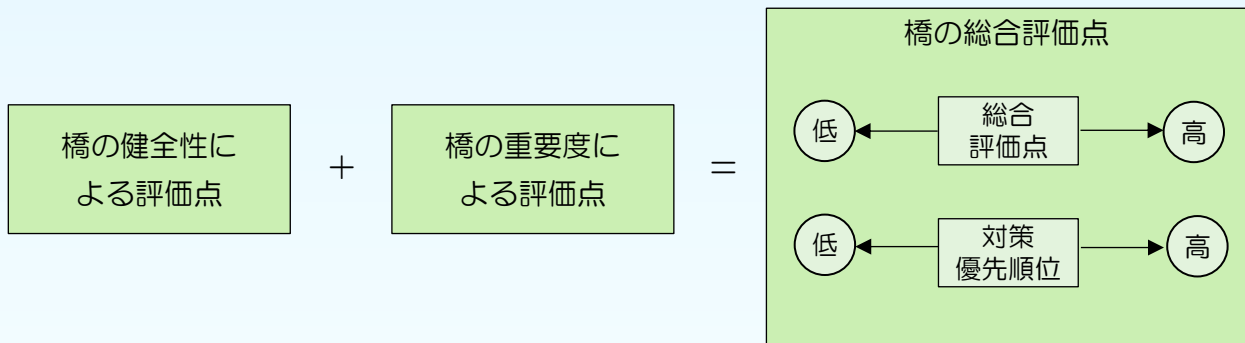 橋の総合評価点
橋の健全性に
よる評価点
+
橋の重要度に
よる評価点
=
低
総合
評価点
高
低
対策
優先順位
高